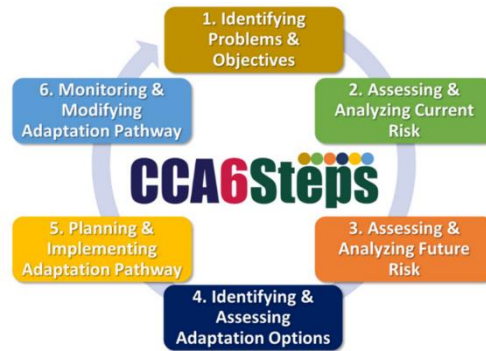 1. Identifying
Problems &
Objectives
2. Assessing &
Analyzing Current
Risk
3. Assessing &
Analyzing Future
Risk
4. Identifying &
Assessing
Adaptation Options
5. Planning &
Implementing
Adaptation Pathway
6. Monitoring &
Modifying
Adaptation Pathway
CCA6Steps